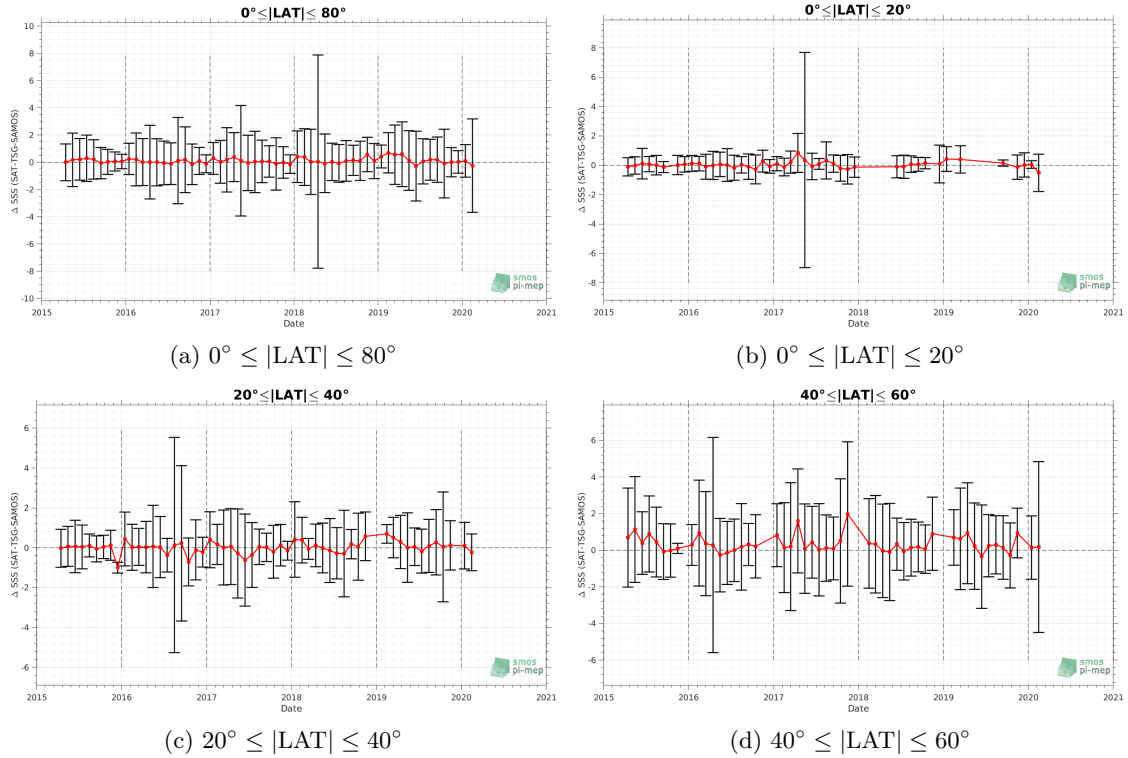 0°≤|LAT|≤ 80°
Δ SSS (SAT-TSG-SAMOS)
10
8
6
4
2
0
-2
-4
-6
-8
-10
2015 2016 2017 2018 2019 2020 2021
Date
smos
pi-mep
(a) 0° ≤ |LAT| ≤ 80°
0°≤|LAT|≤ 20°
Δ SSS (SAT-TSG-SAMOS)
8
6
4
2
0
-2
-4
-6
-8
2015 2016 2017 2018 2019 2020 2021
Date
smos
pi-mep
(b) 0° ≤ |LAT| ≤ 20°
20°≤|LAT|≤ 40°
Δ SSS (SAT-TSG-SAMOS)
6
4
2
0
-2
-4
-6
2015 2016 2017 2018 2019 2020 2021
Date
smos
pi-mep
(c) 20° ≤ |LAT| ≤ 40°
40°≤|LAT|≤ 60°
Δ SSS (SAT-TSG-SAMOS)
6
4
2
0
-2
-4
-6
2015 2016 2017 2018 2019 2020 2021
Date
smos
pi-mep
(d) 40° ≤ |LAT| ≤ 60°